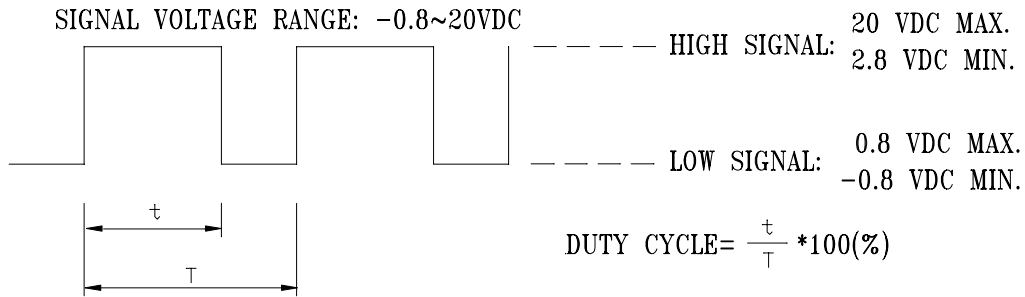 SIGNAL VOLTAGE RANGE: -0.8~20VDC
HIGH SIGNAL: 20 VDC MAX.
2.8 VDC MIN.
LOW SIGNAL: 0.8 VDC MAX.
-0.8 VDC MIN.
t
T
DUTY CYCLE= t/T *100(%)